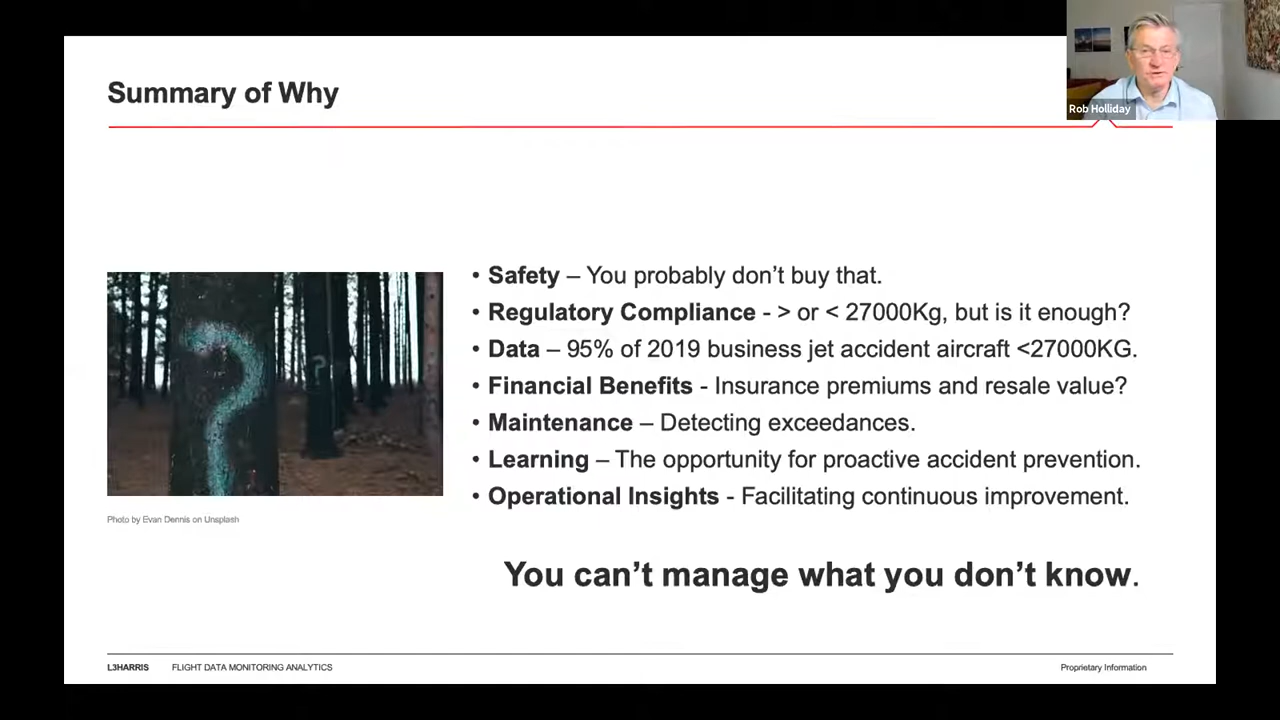 Summary of Why
Rob Holliday
• Safety – You probably don’t buy that.
• Regulatory Compliance - > or < 27000Kg, but is it enough?
• Data – 95% of 2019 business jet accident aircraft <27000KG.
• Financial Benefits - Insurance premiums and resale value?
• Maintenance – Detecting exceedances.
• Learning – The opportunity for proactive accident prevention.
• Operational Insights - Facilitating continuous improvement.
?
?
Photo by Evan Dennis on Unsplash
You can’t manage what you don’t know.
L3HARRIS FLIGHT DATA MONITORING ANALYTICS
Proprietary Information